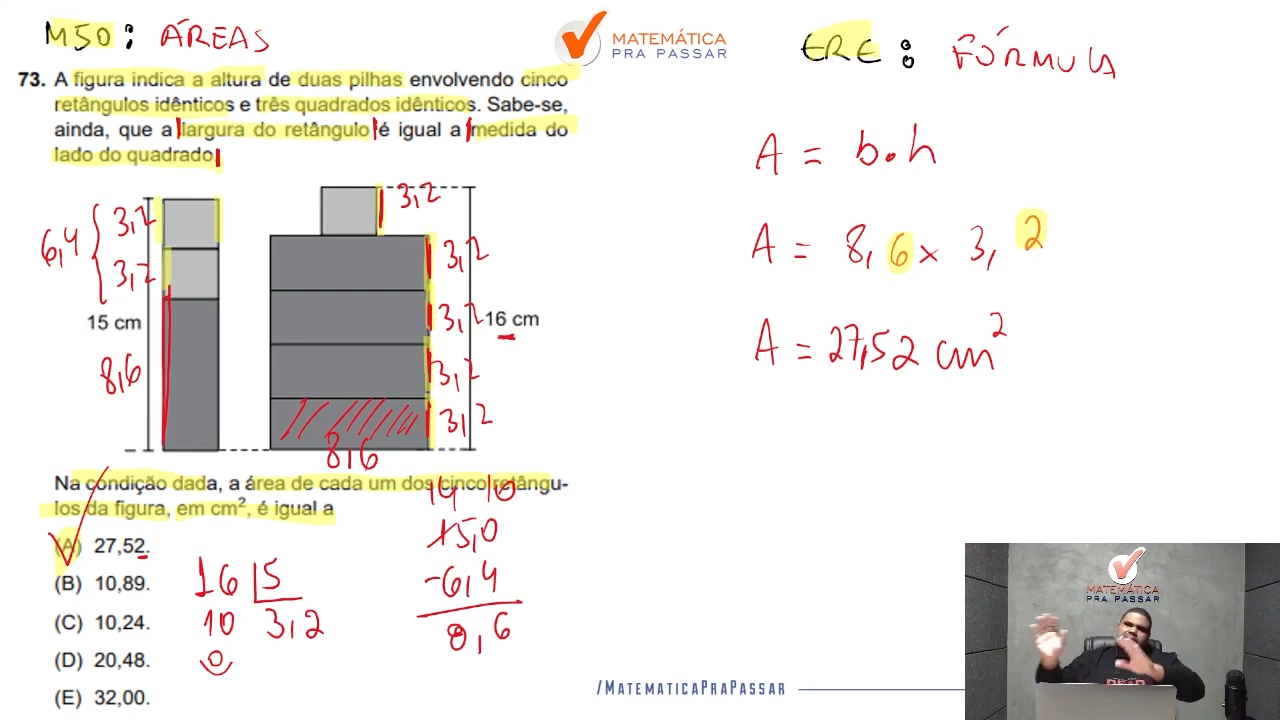 M50: ÁREAS
MATEMÁTICA
PRA PASSAR
ERE: FÓRMULA
73. A figura indica a altura de duas pilhas envolvendo cinco
retângulos idênticos e três quadrados idênticos. Sabe-se,
ainda, que a largura do retângulo é igual a medida do
lado do quadrado.
3,2
6,4
3,2
3,2
15 cm
8,6
3,2
3,2
3,2
3,2
16 cm
8,6
Na condição dada, a área de cada um dos cinco retângu-
los da figura, em cm², é igual a
(A) 27,52.
(B) 10,89.
(C) 10,24.
(D) 20,48.
(E) 32,00.
16 5
10 3,2
0
14 10
15,0
-6,4
8,6
A = b.h
A = 8,6 × 3,2
A = 27,52 cm²
MATEMÁTICA
PRA PASSAR
/MATEMATICAPRAPASSAR